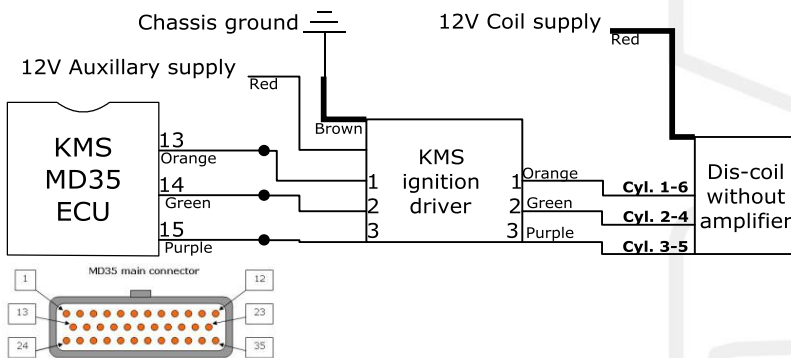 Chassis ground
12V Coil supply
Red
12V Auxillary supply
Red
Brown
KMS
MD35
ECU
13
Orange
14
Green
15
Purple
KMS
ignition
driver
1
2
3
1
2
3
Orange
Green
Purple
Cyl. 1-6
Cyl. 2-4
Cyl. 3-5
Dis-coil
without
amplifier
MD35 main connector
1
12
13
23
24
35